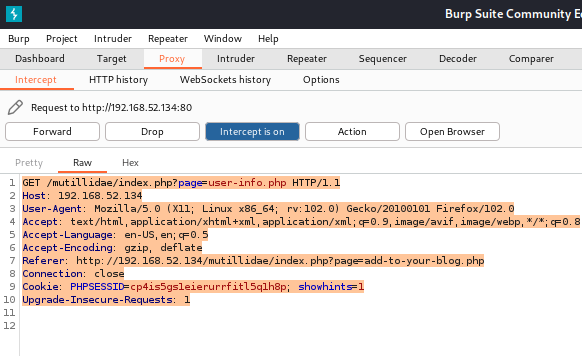 Burp Suite Community E
Burp Project Intruder Repeater Window Help
Dashboard Target Proxy Intruder Repeater Sequencer Decoder Comparer
Intercept HTTP history WebSockets history Options
Request to http://192.168.52.134:80
Forward Drop Intercept is on Action Open Browser
Pretty Raw Hex
1 GET /mutillidae/index.php?page=user-info.php HTTP/1.1
2 Host: 192.168.52.134
3 User-Agent: Mozilla/5.0 (X11; Linux x86_64; rv:102.0) Gecko/20100101 Firefox/102.0
4 Accept: text/html,application/xhtml+xml,application/xml;q=0.9,image/avif,image/webp,*/*;q=0.8
5 Accept-Language: en-US,en;q=0.5
6 Accept-Encoding: gzip, deflate
7 Referer: http://192.168.52.134/mutillidae/index.php?page=add-to-your-blog.php
8 Connection: close
9 Cookie: PHPSESSID=cp4is5gs1eierurrfitl5q1h8p; showhints=1
10 Upgrade-Insecure-Requests: 1
11
12